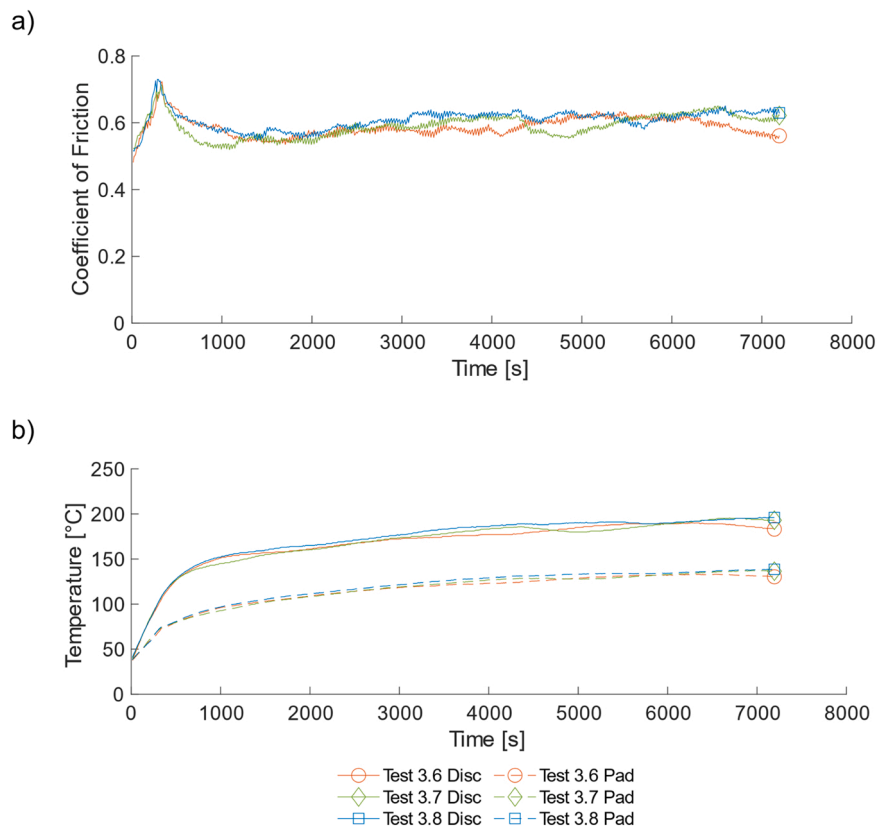 a)
0.8
0.6
0.4
0.2
0
Coefficient of Friction
0 1000 2000 3000 4000 5000 6000 7000 8000
Time [s]
b)
250
200
150
100
50
0
Temperature [°C]
0 1000 2000 3000 4000 5000 6000 7000 8000
Time [s]
Test 3.6 Disc Test 3.6 Pad
Test 3.7 Disc Test 3.7 Pad
Test 3.8 Disc Test 3.8 Pad